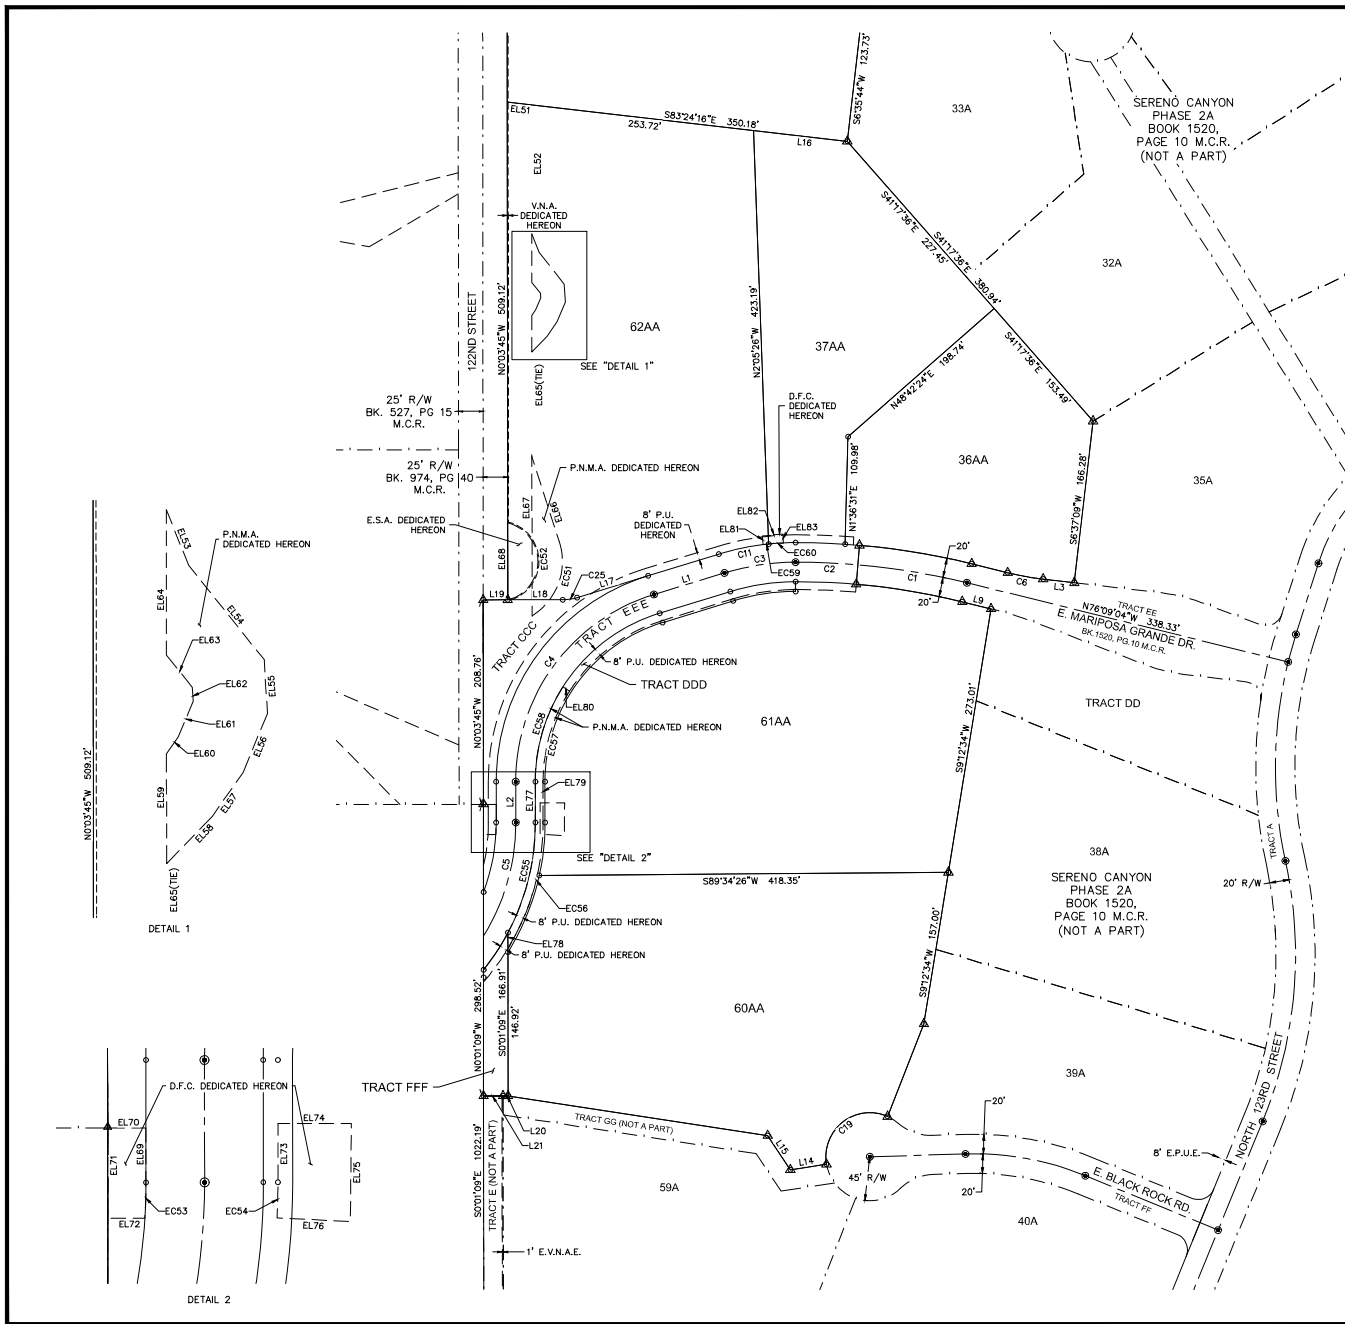 S6°35'44"W 123.73'
33A
SERENO CANYON
PHASE 2A
BOOK 1520,
PAGE 10 M.C.R.
(NOT A PART)
EL51
S83°24'16"E 350.18'
253.72'
L16
EL52
V.N.A.
DEDICATED
HEREON
S41°17'36"E 227.45'
S41°17'36"E 380.94'
32A
122ND STREET
N0°03'45"W 509.12'
62AA
N2°05'26"W 423.19'
37AA
SEE "DETAIL 1"
EL65(TIE)
N48°42'24"E 198.74'
S41°17'36"E 153.49'
D.F.C.
DEDICATED
HEREON
25' R/W
BK. 527, PG 15
M.C.R.
25' R/W
BK. 974, PG 40
M.C.R.
P.N.M.A. DEDICATED HEREON
36AA
35A
N1°36'31"E 109.98'
S6°37'09"W 166.28'
E.S.A. DEDICATED
HEREON
EL67
EL66
EL68
EC52
EC51
8' P.U.
DEDICATED
HEREON
EL82
EL81
EL83
EC60
EC59
C11
C3
C2
C1
20'
20'
C6
L3
L9
C25
L17
L1
L19
L18
TRACT CCC
TRACT EEE
C4
TRACT EE
N76°09'04"W 338.33'
E. MARIPOSA GRANDE DR.
BK.1520, PG.10 M.C.R.
8' P.U. DEDICATED HEREON
TRACT DDD
TRACT DD
N0°03'45"W 208.76'
EL80
EC58
P.N.M.A. DEDICATED HEREON
EC57
61AA
S9°12'34"W 273.01'
EL79
L2
EL77
SEE "DETAIL 2"
C5
EC55
S89°34'26"W 418.35'
EC56
8' P.U. DEDICATED HEREON
EL78
8' P.U. DEDICATED HEREON
38A
SERENO CANYON
PHASE 2A
BOOK 1520,
PAGE 10 M.C.R.
(NOT A PART)
TRACT A
20' R/W
S9°12'34"W 157.00'
N0°01'09"W 298.52'
S0°01'09"E 166.91'
146.92'
60AA
TRACT FFF
39A
TRACT GG (NOT A PART)
L20
L21
L15
L14
C19
45' R/W
20'
20'
8' E.P.U.E.
NORTH 123RD STREET
E. BLACK ROCK RD.
TRACT FF
40A
59A
S0°01'09"E 1022.19'
TRACT E (NOT A PART)
1' E.V.N.A.E.
EL53
P.N.M.A.
DEDICATED HEREON
EL64
EL54
EL63
EL62
EL55
EL61
EL60
EL56
EL59
EL57
EL58
N0°03'45"W 509.12'
EL65(TIE)
DETAIL 1
D.F.C. DEDICATED HEREON
EL70
EL74
EL71
EL69
EL73
EL75
EC53
EC54
EL72
EL76
DETAIL 2